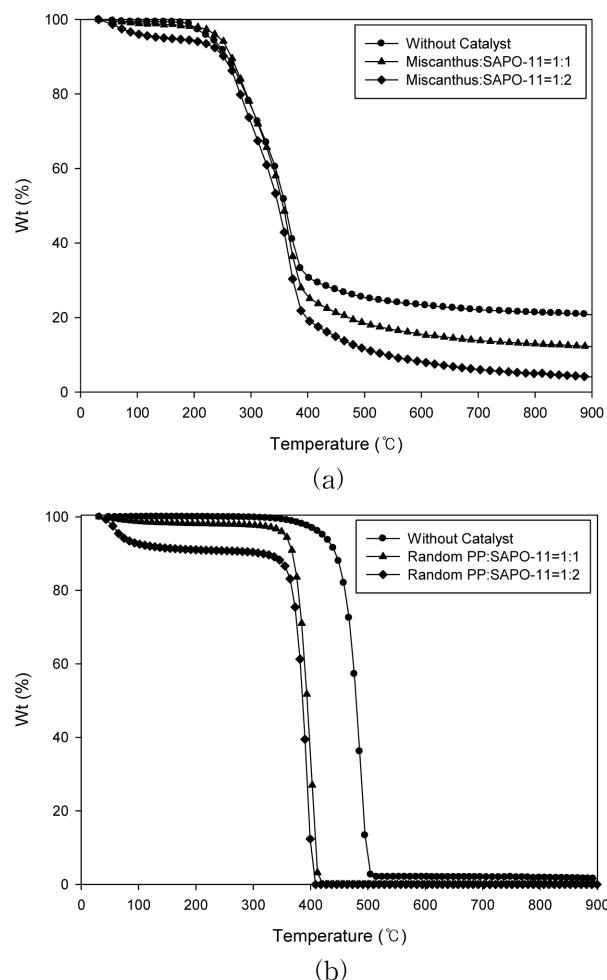 100
80
60
40
20
0
Wt (%)
Without Catalyst
Miscanthus:SAPO-11=1:1
Miscanthus:SAPO-11=1:2
0 100 200 300 400 500 600 700 800 900
Temperature (℃)
(a)
100
80
60
40
20
0
Wt (%)
Without Catalyst
Random PP:SAPO-11=1:1
Random PP:SAPO-11=1:2
0 100 200 300 400 500 600 700 800 900
Temperature (℃)
(b)